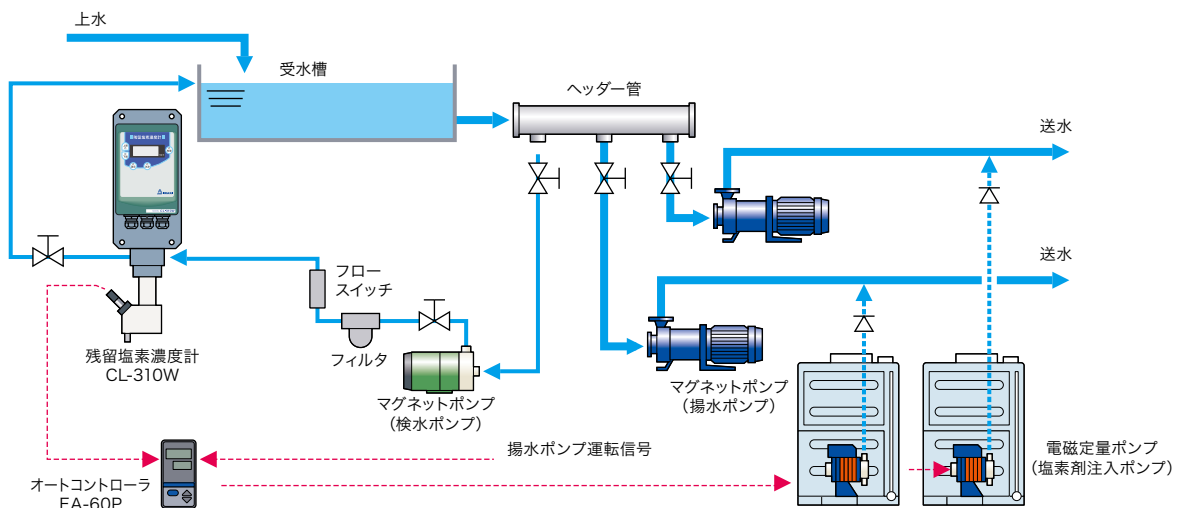 上水
受水槽
ヘッダー管
送水
送水
フロー
スイッチ
フィルタ
残留塩素濃度計
CL-310W
マグネットポンプ
（検水ポンプ）
マグネットポンプ
（揚水ポンプ）
電磁定量ポンプ
（塩素剤注入ポンプ）
揚水ポンプ運転信号
オートコントローラ
FA-60P